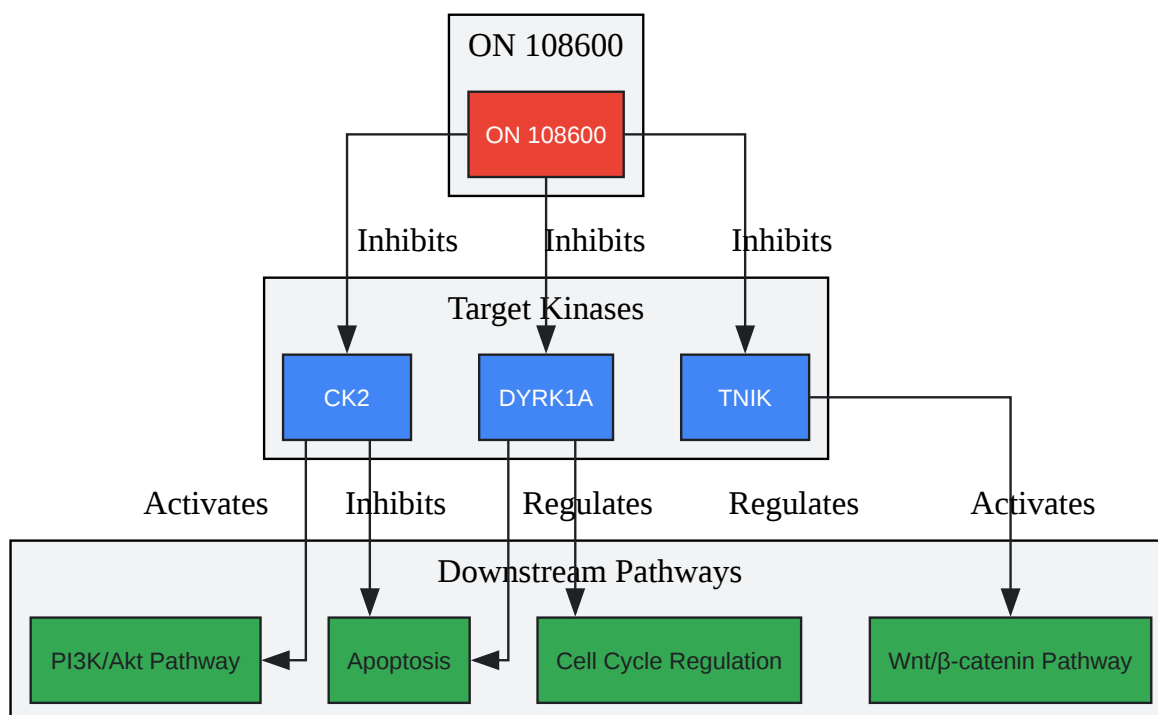 ON 108600
ON 108600
Inhibits
Inhibits
Inhibits
Target Kinases
CK2
DYRK1A
TNIK
Activates
Inhibits
Regulates
Regulates
Activates
Downstream Pathways
PI3K/Akt Pathway
Apoptosis
Cell Cycle Regulation
Wnt/β-catenin Pathway